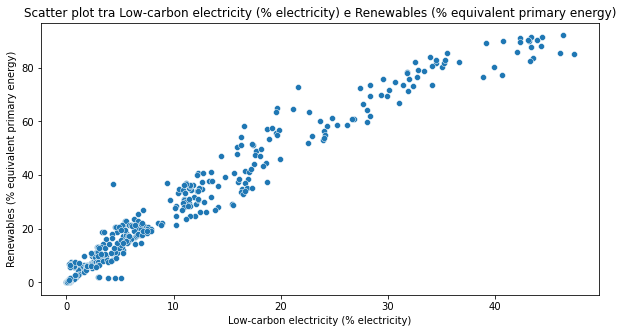 Scatter plot tra Low-carbon electricity (% electricity) e Renewables (% equivalent primary energy)
Renewables (% equivalent primary energy)
80
60
40
20
0
0 10 20 30 40
Low-carbon electricity (% electricity)